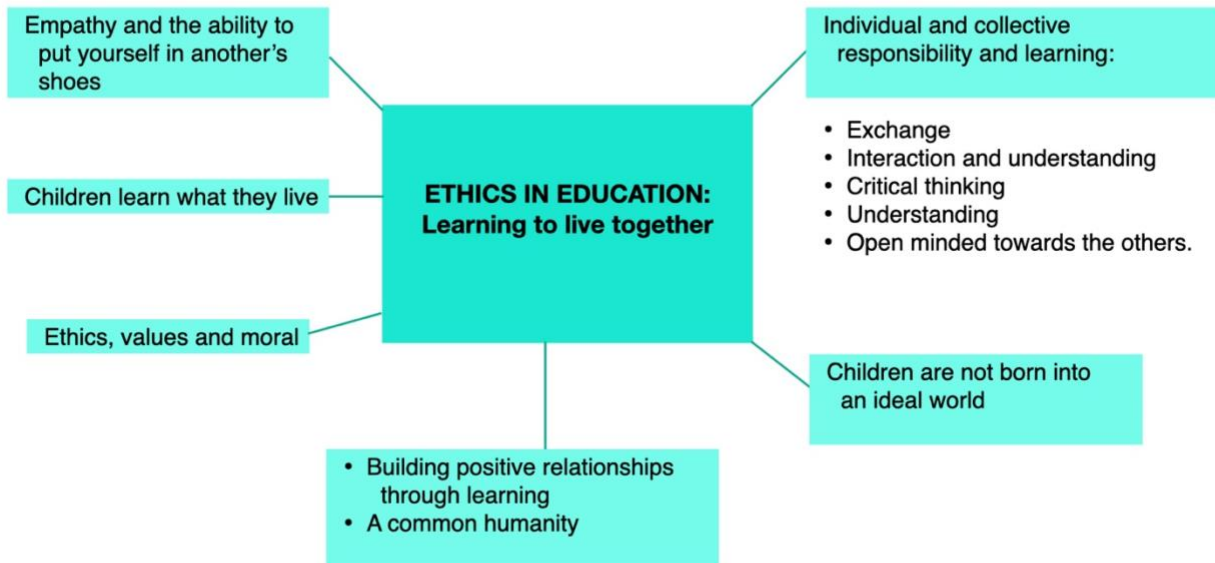 Empathy and the ability to
put yourself in another's
shoes
Individual and collective
responsibility and learning:
• Exchange
• Interaction and understanding
• Critical thinking
• Understanding
• Open minded towards the others.
ETHICS IN EDUCATION:
Learning to live together
Children learn what they live
Ethics, values and moral
Children are not born into
an ideal world
• Building positive relationships
through learning
• A common humanity